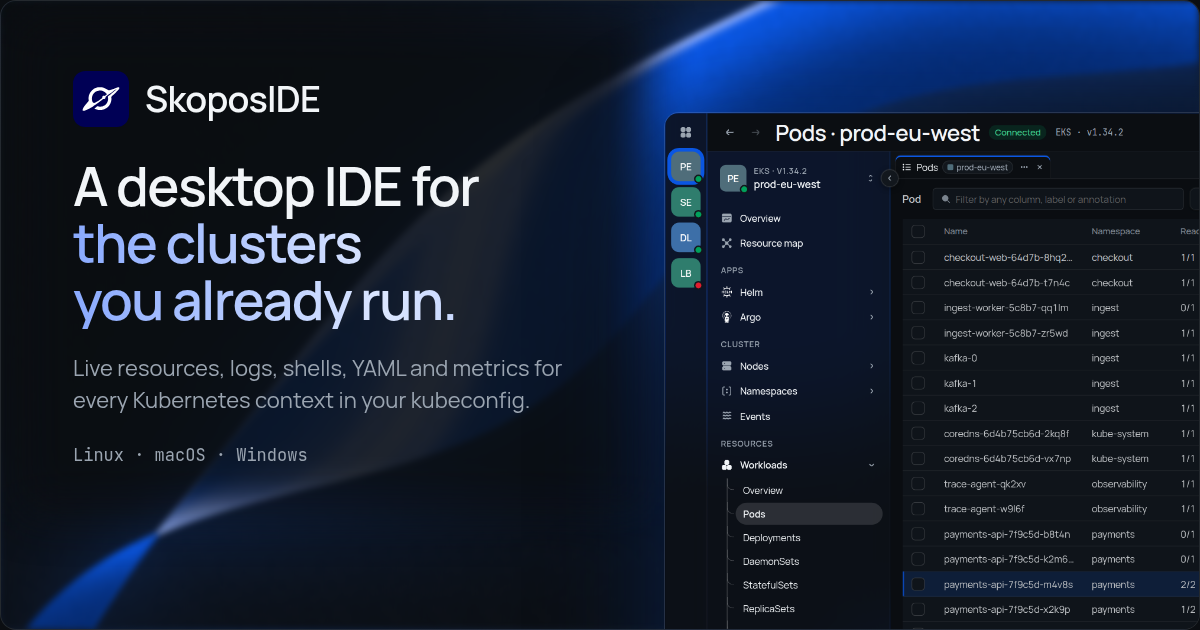 SkoposIDE
A desktop IDE for
the clusters
you already run.
Live resources, logs, shells, YAML and metrics for
every Kubernetes context in your kubeconfig.
Linux · macOS · Windows
Pods · prod-eu-west
Connected
EKS · v1.34.2
PE
SE
DL
LB
PE
EKS · V1.34.2
prod-eu-west
Overview
Resource map
APPS
Helm
Argo
CLUSTER
Nodes
Namespaces
Events
RESOURCES
Workloads
Overview
Pods
Deployments
DaemonSets
StatefulSets
ReplicaSets
Pods prod-eu-west
Pod Filter by any column, label or annotation
Name Namespace
checkout-web-64d7b-8hq2... checkout 1/1
checkout-web-64d7b-t7n4c checkout 1/1
ingest-worker-5c8b7-qq1lm ingest 0/1
ingest-worker-5c8b7-zr5wd ingest 1/1
kafka-0 ingest 1/1
kafka-1 ingest 1/1
kafka-2 ingest 1/1
coredns-6d4b75cb6d-2kq8f kube-system 1/1
coredns-6d4b75cb6d-vx7np kube-system 1/1
trace-agent-qk2xv observability 1/1
trace-agent-w9l6f observability 1/1
payments-api-7f9c5d-b8t4n payments 0/1
payments-api-7f9c5d-k2m6... payments 0/1
payments-api-7f9c5d-m4v8s payments 2/2
payments-api-7f9c5d-x2k9p payments 1/2